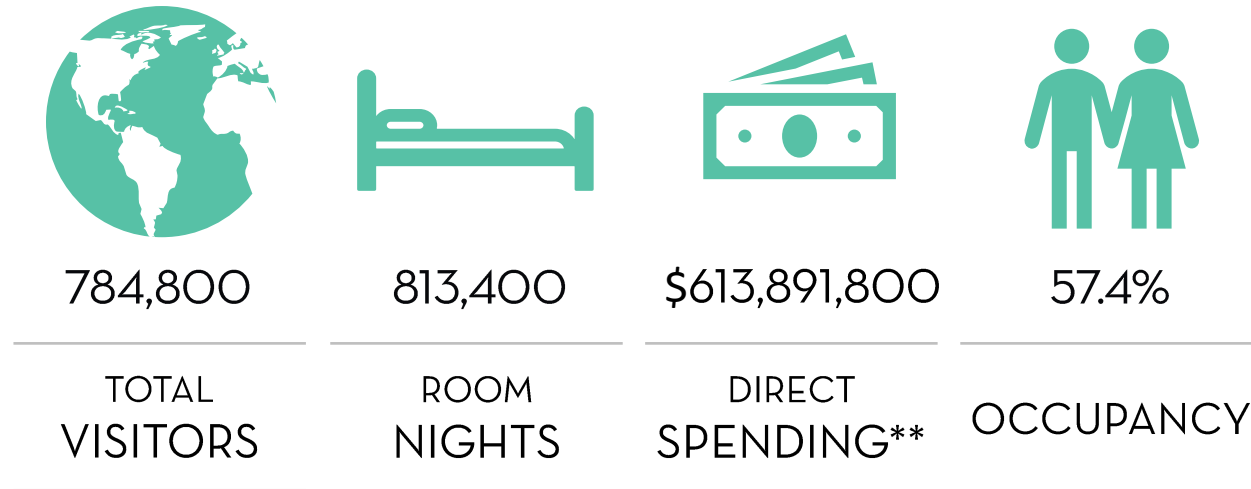 784,800
TOTAL
VISITORS
813,400
ROOM
NIGHTS
$613,891,800
DIRECT
SPENDING**
57.4%
OCCUPANCY